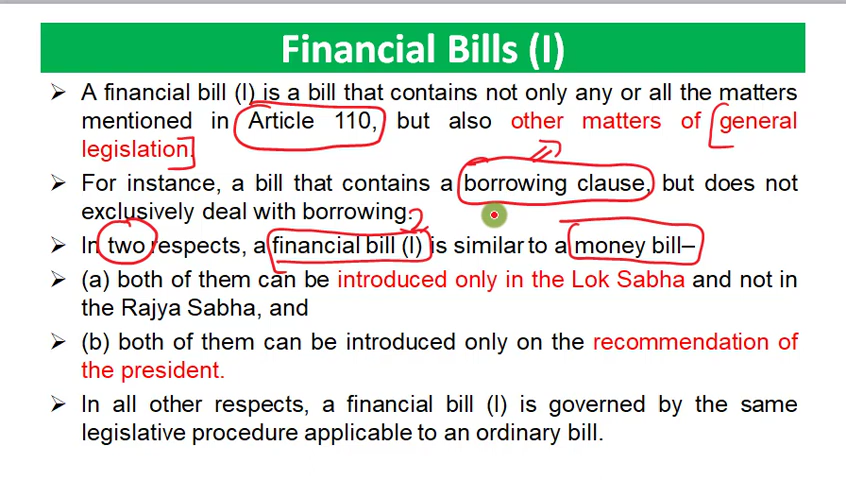 Financial Bills (I)
➤ A financial bill (I) is a bill that contains not only any or all the matters
mentioned in Article 110, but also other matters of general
legislation.
➤ For instance, a bill that contains a borrowing clause, but does not
exclusively deal with borrowing.
➤ In two respects, a financial bill (I) is similar to a money bill–
➤ (a) both of them can be introduced only in the Lok Sabha and not in
the Rajya Sabha, and
➤ (b) both of them can be introduced only on the recommendation of
the president.
➤ In all other respects, a financial bill (I) is governed by the same
legislative procedure applicable to an ordinary bill.